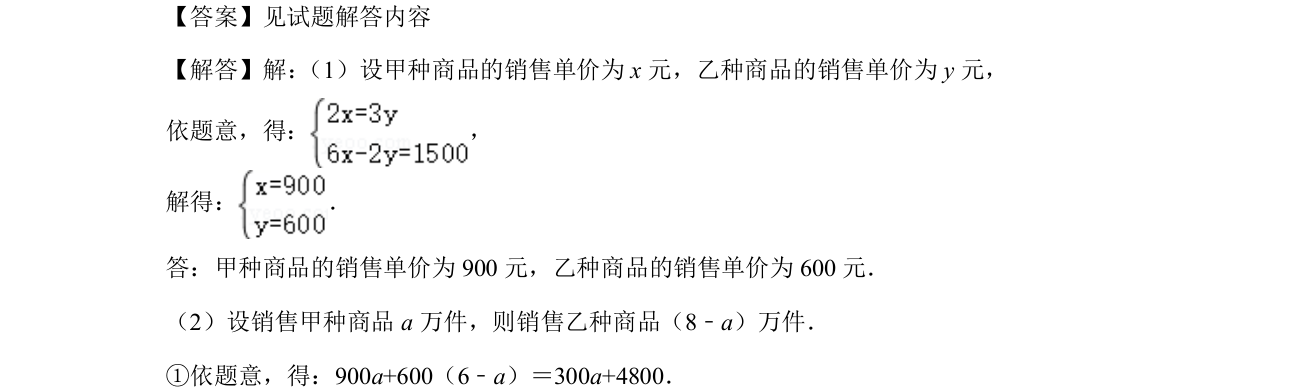 【答案】见试题解答内容
【解答】解：（1）设甲种商品的销售单价为 x 元，乙种商品的销售单价为 y 元，
依题意，得：{2x=3y
6x-2y=1500，
解得：{x=900
y=600．
答：甲种商品的销售单价为 900 元，乙种商品的销售单价为 600 元．
（2）设销售甲种商品 a 万件，则销售乙种商品（8﹣a）万件．
①依题意，得：900a+600（6﹣a）＝300a+4800．